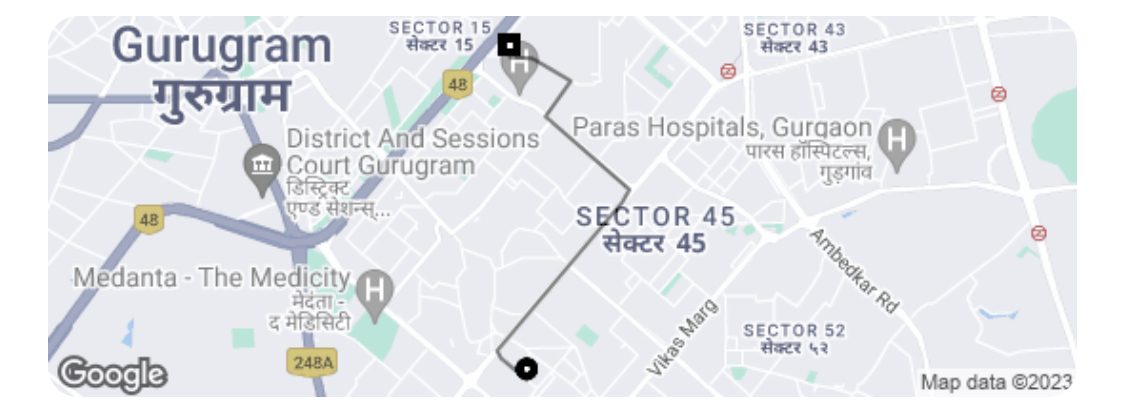 SECTOR 15
सेक्टर 15
SECTOR 43
सेक्टर 43
Gurugram
गुरुग्राम
48
H
Paras Hospitals, Gurgaon
पारस हॉस्पिटल्स,
गुड़गांव
H
District And Sessions
Court Gurugram
डिस्ट्रिक्ट
एण्ड सेशन्स्...
48
SECTOR 45
सेक्टर 45
Ambedkar Rd
Medanta - The Medicity
मेदंता -
द मेडिसिटी
H
Vikas Marg
SECTOR 52
सेक्टर ५२
248A
Google
Map data ©2023